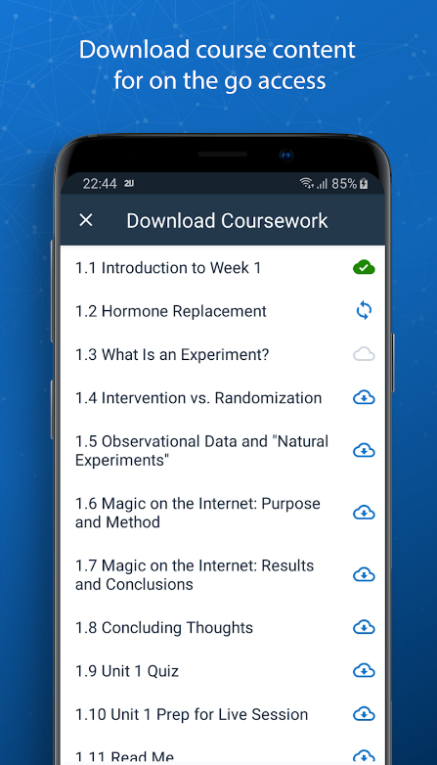 Download course content
for on the go access
22:44 2U 85%
Download Coursework
1.1 Introduction to Week 1
1.2 Hormone Replacement
1.3 What Is an Experiment?
1.4 Intervention vs. Randomization
1.5 Observational Data and "Natural
Experiments"
1.6 Magic on the Internet: Purpose
and Method
1.7 Magic on the Internet: Results
and Conclusions
1.8 Concluding Thoughts
1.9 Unit 1 Quiz
1.10 Unit 1 Prep for Live Session
1.11 Read Me